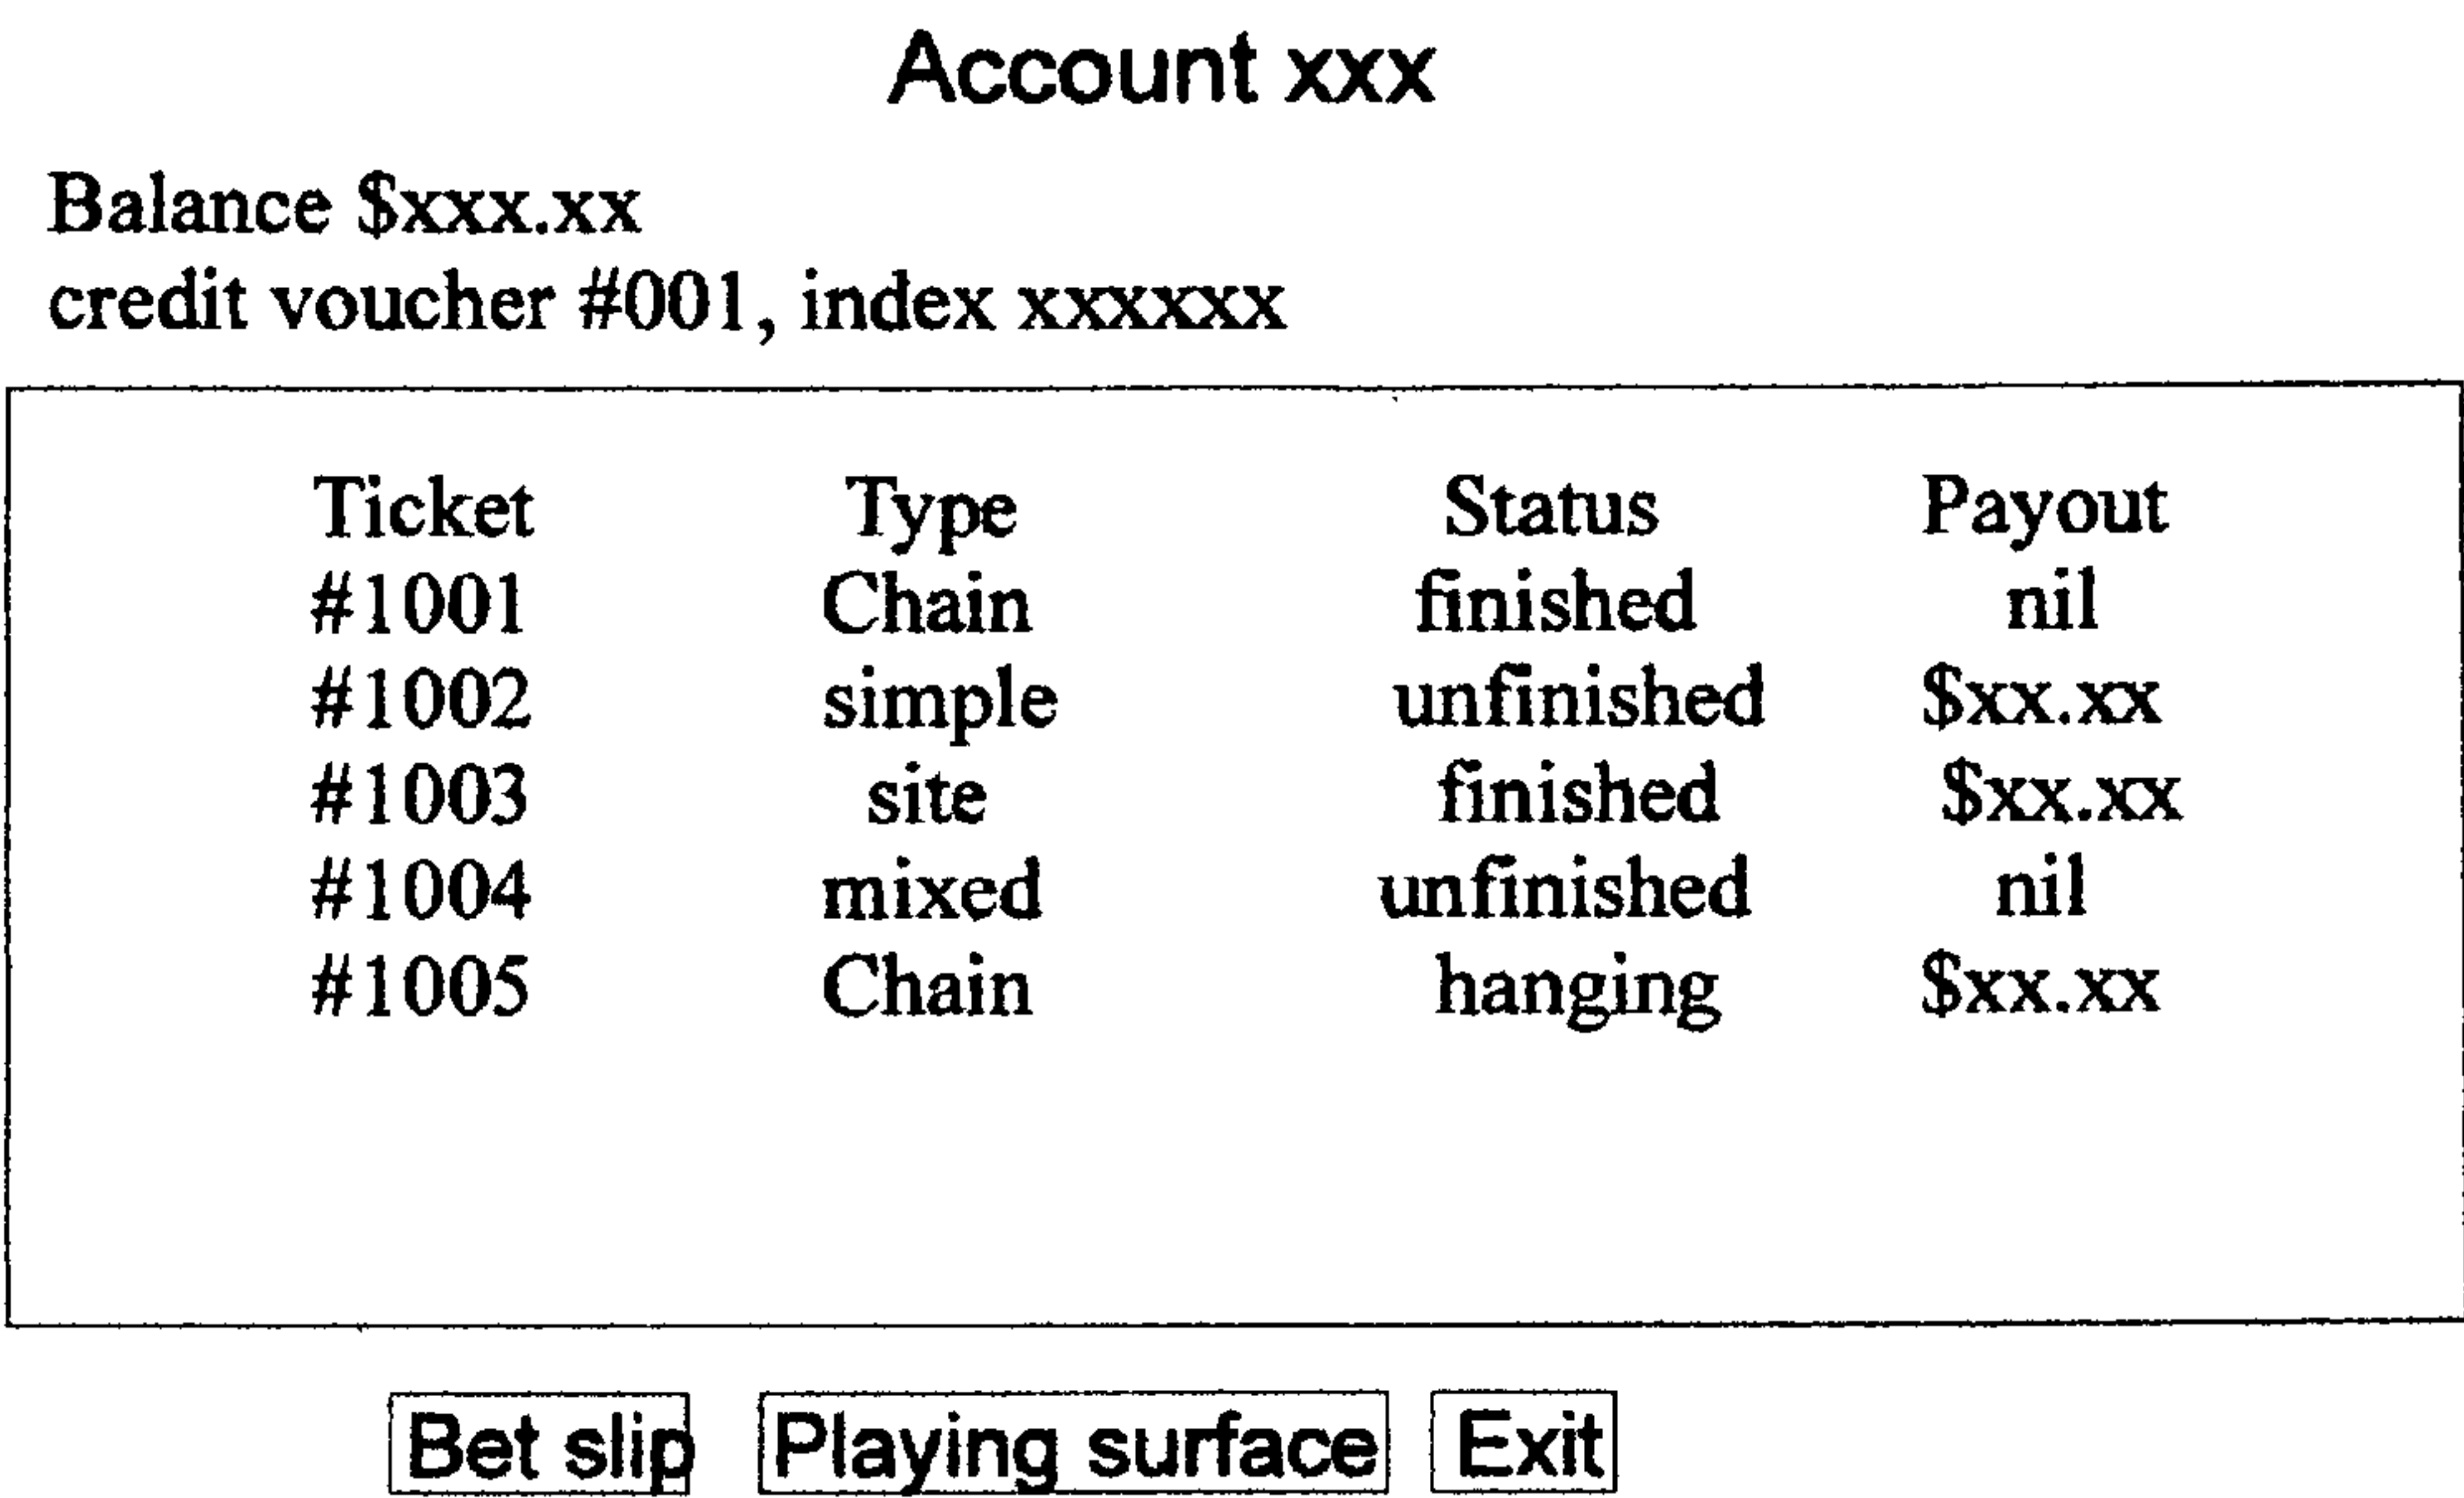 Account xxx
Balance $xxx.xx
credit voucher #001, index xxxxxxx
Ticket Type Status Payout
#1001 Chain finished nil
#1002 simple unfinished $xx.xx
#1003 site finished $xx.xx
#1004 mixed unfinished nil
#1005 Chain hanging $xx.xx
Bet slip Playing surface Exit